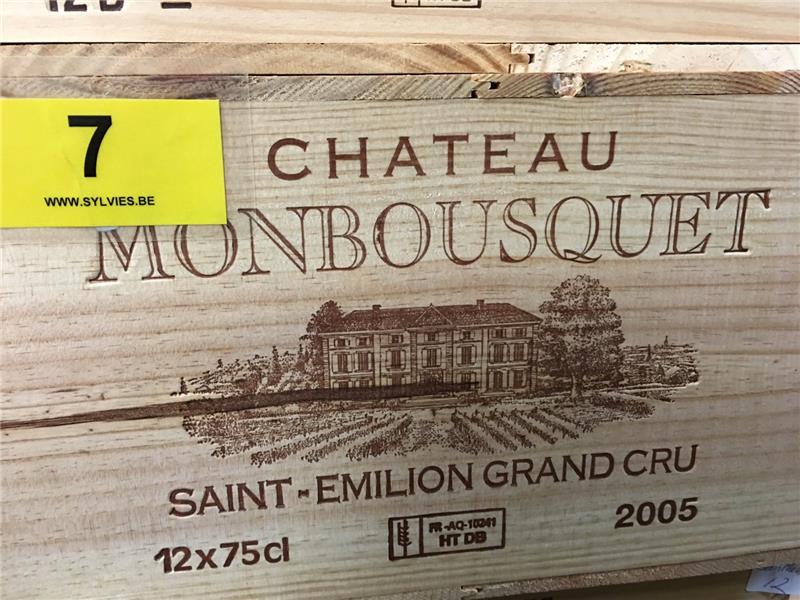 7
WWW.SYLVIES.BE
CHATEAU
MONBOUSQUET
SAINT-EMILION GRAND CRU
12x75cl
FR-AQ-10241
HT DB
2005